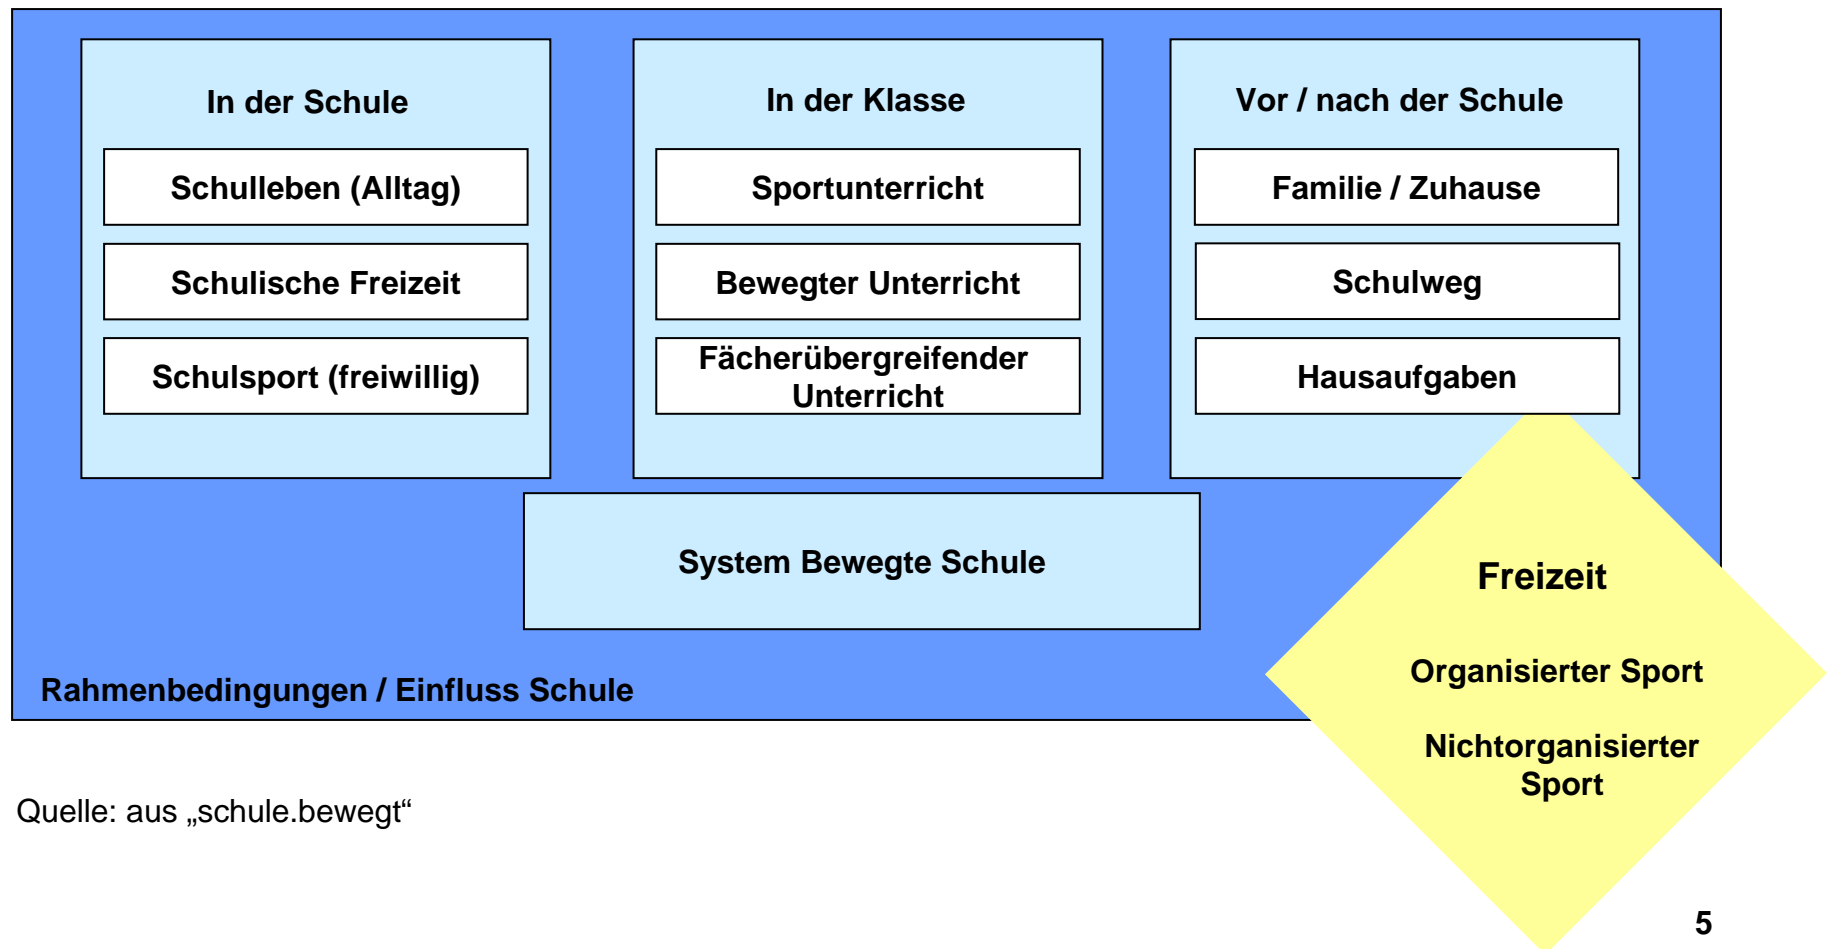 In der Schule
Schulleben (Alltag)
Schulische Freizeit
Schulsport (freiwillig)
In der Klasse
Sportunterricht
Bewegter Unterricht
Fächerübergreifender
Unterricht
Vor / nach der Schule
Familie / Zuhause
Schulweg
Hausaufgaben
System Bewegte Schule
Freizeit
Organisierter Sport
Nichtorganisierter
Sport
Rahmenbedingungen / Einfluss Schule
Quelle: aus „schule.bewegt“
5